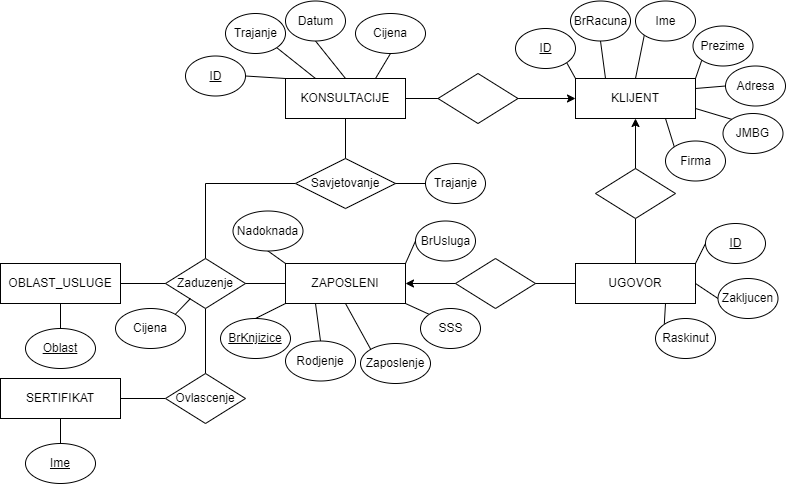 Datum
BrRacuna
Ime
Trajanje
Cijena
ID
Prezime
ID
Adresa
KONSULTACIJE
KLIJENT
JMBG
Firma
Savjetovanje
Trajanje
Nadoknada
BrUsluga
ID
OBLAST_USLUGE
Zaduzenje
ZAPOSLENI
UGOVOR
Zakljucen
Cijena
BrKnjizice
SSS
Raskinut
Oblast
Rodjenje
Zaposlenje
SERTIFIKAT
Ovlascenje
Ime